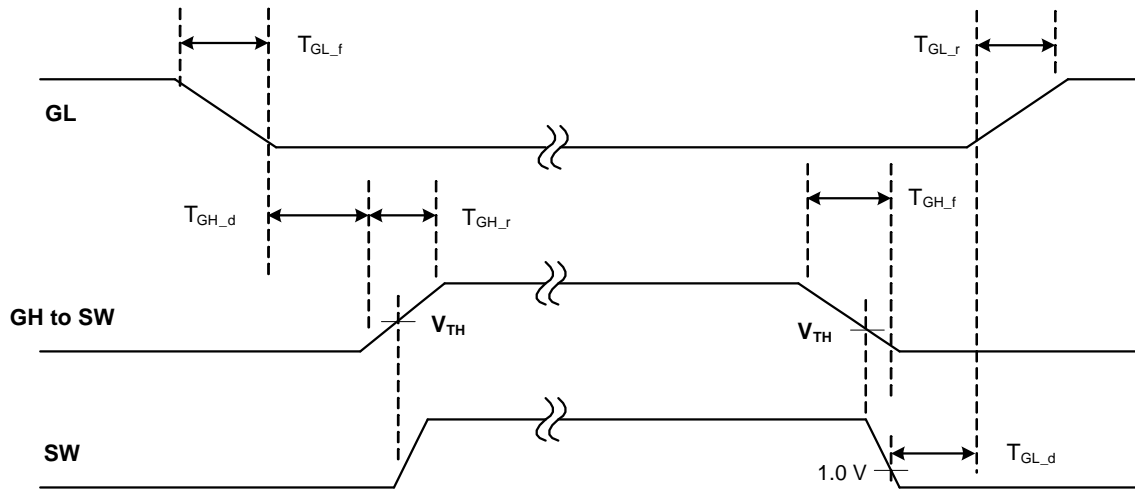 T_GL_f
T_GL_r
GL
T_GH_d
T_GH_r
T_GH_f
GH to SW
V_TH
V_TH
SW
1.0 V
T_GL_d